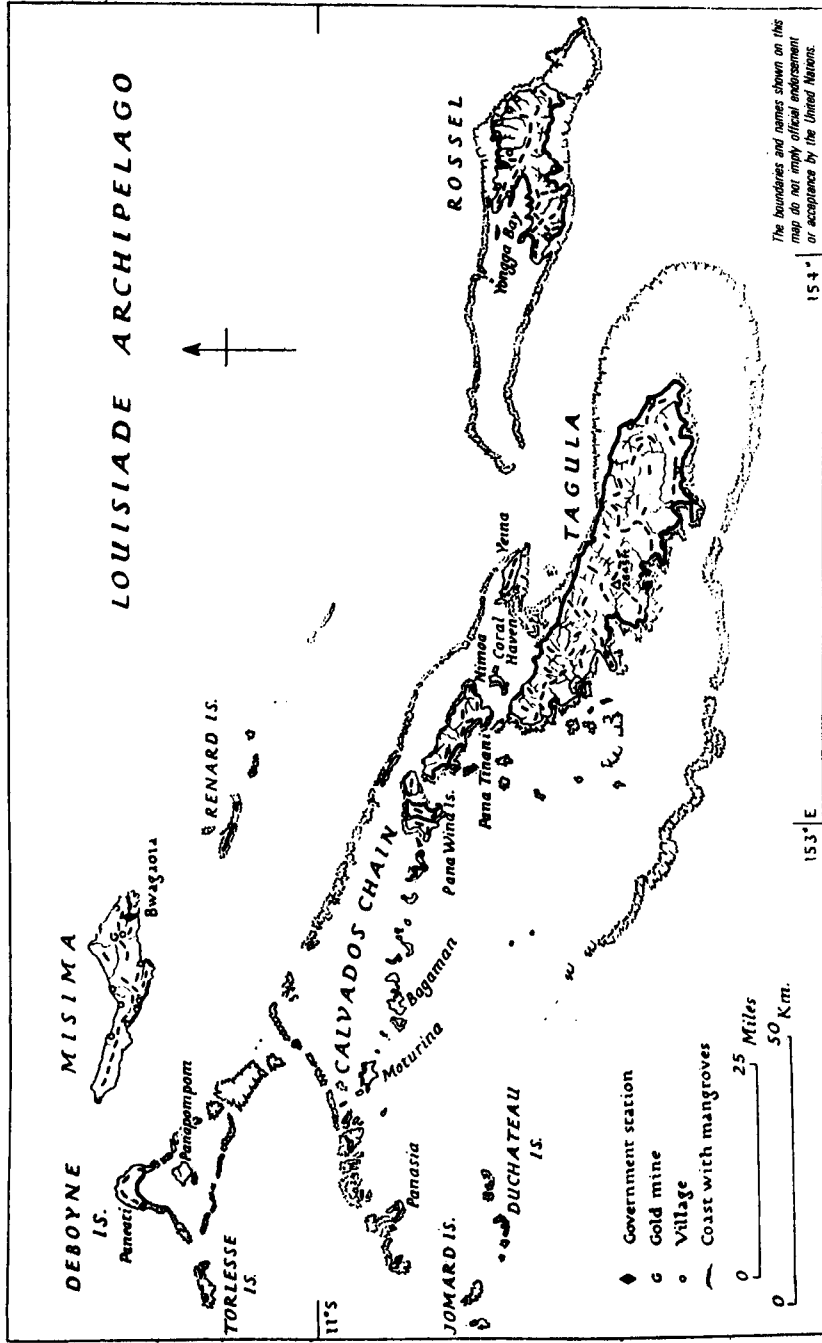 LOUISIADE ARCHIPELAGO
DEBOYNE
IS.
Panaeati
Panapompom
TORLESSE
IS.
MISIMA
Bwagaoia
RENARD IS.
11°S
CALVADOS CHAIN
Moturina
Bagaman
Panasia
JOMARD IS.
DUCHATEAU
IS.
Pana Wina Is.
Pana Tinani
Nimoa
Coral
Haven
Yeina
TAGULA
ROSSEL
Yongga Bay
Government station
G Gold mine
Village
Coast with mangroves
0 25 Miles
0 50 Km.
153° E
154°
The boundaries and names shown on this
map do not imply official endorsement
or acceptance by the United Nations.